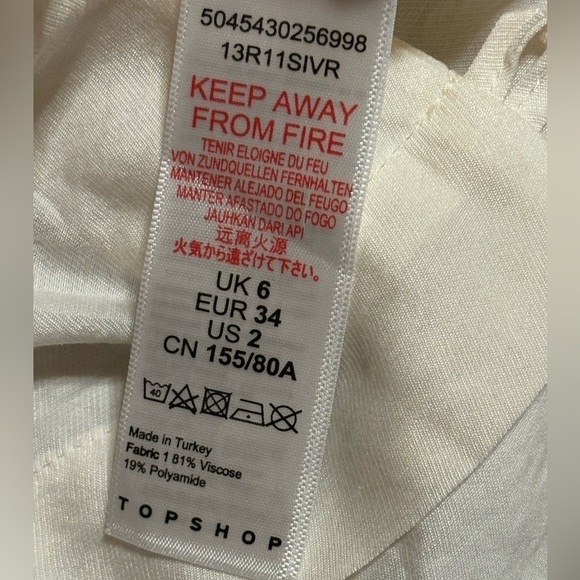 5045430256998
13R11SIVR
KEEP AWAY
FROM FIRE
TENIR ELOIGNE DU FEU
VON ZUNDQUELLEN FERNHALTEN
MANTENER ALEJADO DEL FEUGO
MANTER AFASTADO DO FOGO
JAUHKAN DARI API
远离火源
火気から遠ざけて下さい。
UK 6
EUR 34
US 2
CN 155/80A
40
Made in Turkey
Fabric 1 81% Viscose
19% Polyamide
TOPSHOP